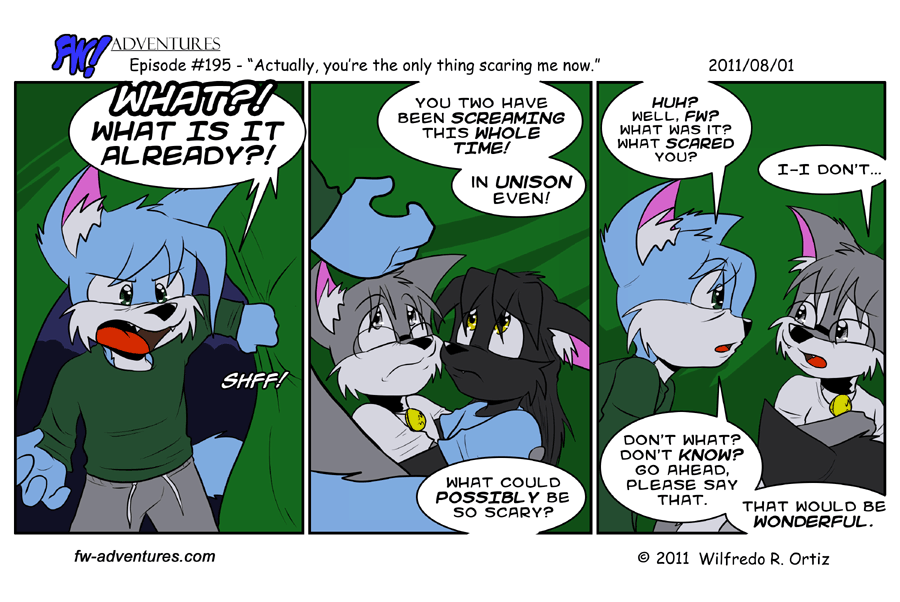 FW! ADVENTURES
Episode #195 - “Actually, you’re the only thing scaring me now.”
2011/08/01
WHAT?!
WHAT IS IT
ALREADY?!
SHFF!
YOU TWO HAVE
BEEN SCREAMING
THIS WHOLE
TIME!
IN UNISON
EVEN!
WHAT COULD
POSSIBLY BE
SO SCARY?
HUH?
WELL, FW?
WHAT WAS IT?
WHAT SCARED
YOU?
I-I DON'T...
DON'T WHAT?
DON'T KNOW?
GO AHEAD,
PLEASE SAY
THAT.
THAT WOULD BE
WONDERFUL.
fw-adventures.com
© 2011 Wilfredo R. Ortiz